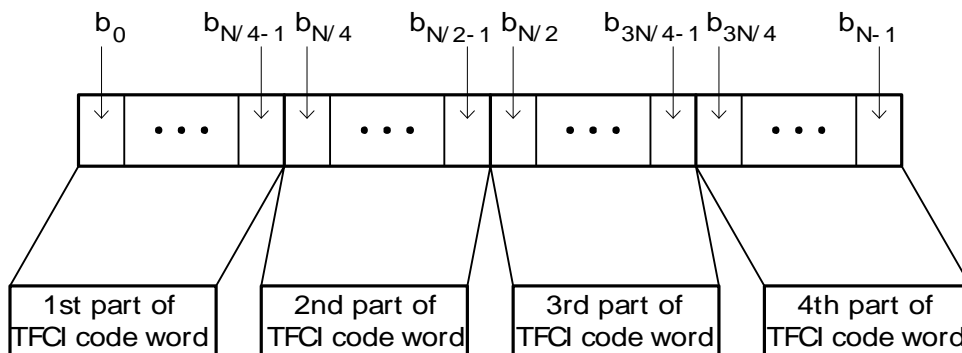 b0 bN/4-1 bN/4 bN/2-1 bN/2 b3N/4-1 b3N/4 bN-1
1st part of
TFCI code word
2nd part of
TFCI code word
3rd part of
TFCI code word
4th part of
TFCI code word